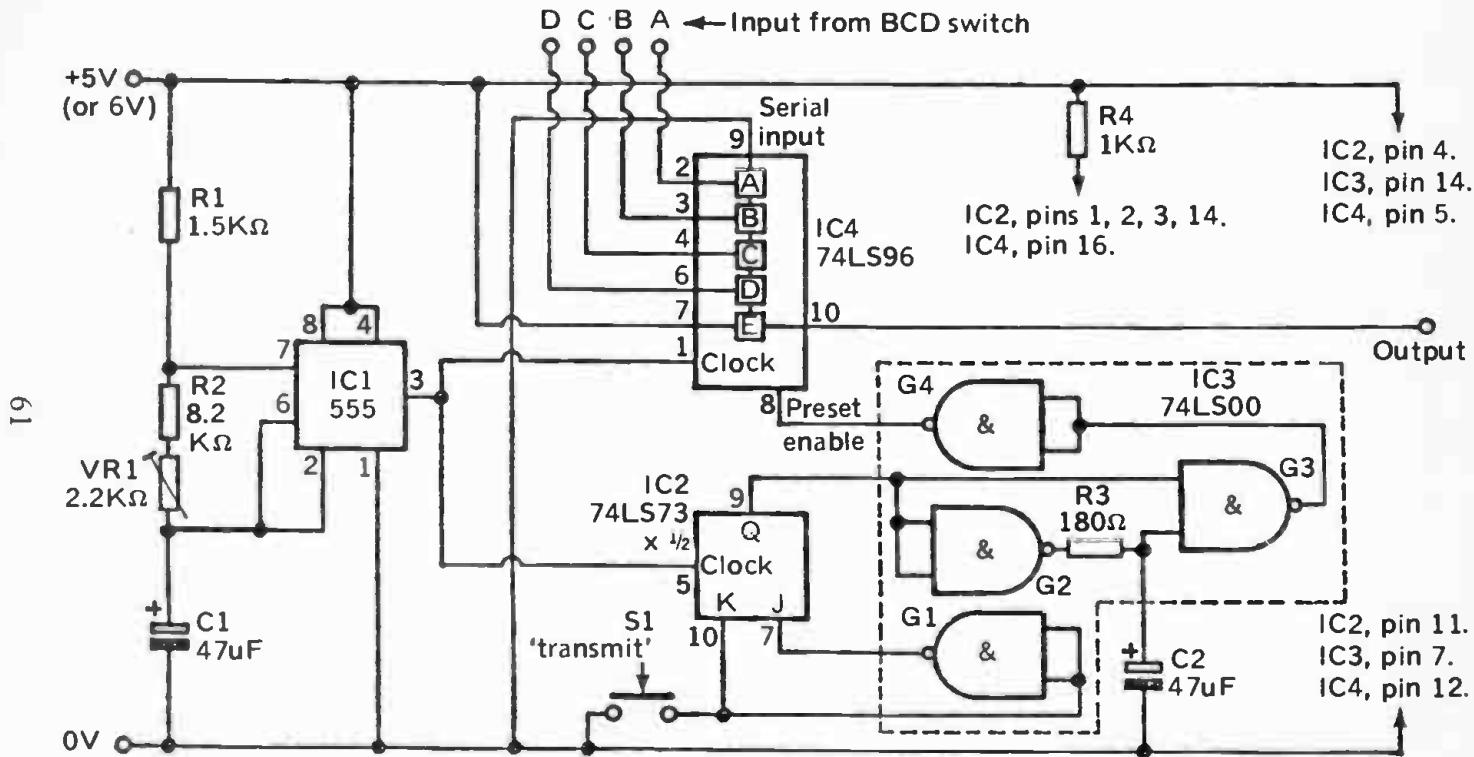 D C B A Input from BCD switch
+5V
(or 6V)
Serial
input
9
R4
1KΩ
IC2, pin 4.
IC3, pin 14.
IC4, pin 5.
IC2, pins 1, 2, 3, 14.
IC4, pin 16.
2 A
3 B
4 C
6 D
7 E
10
IC4
74LS96
1 Clock
8 Preset
enable
Output
R1
1.5KΩ
8 4
7
IC1
555
3
6
2 1
R2
8.2
KΩ
VR1
2.2KΩ
61
G4
&
IC3
74LS00
G3
&
IC2
74LS73
x 1/2
9
Q
Clock
5
K J
10 7
R3
180Ω
&
G2
G1
&
S1
'transmit'
+
C1
47uF
+
C2
47uF
IC2, pin 11.
IC3, pin 7.
IC4, pin 12.
0V